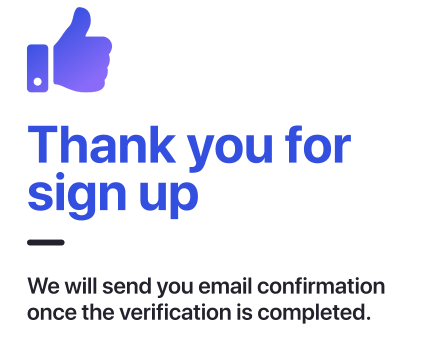 Thank you for
sign up
We will send you email confirmation
once the verification is completed.